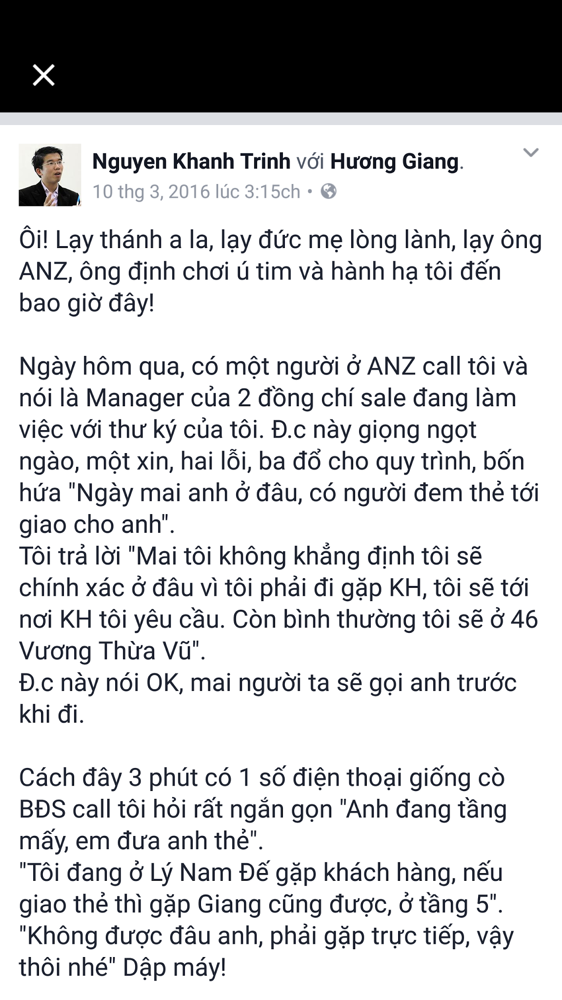 Nguyen Khanh Trinh với Hương Giang.
10 thg 3, 2016 lúc 3:15ch •
Ôi! Lạy thánh a la, lạy đức mẹ lòng lành, lạy ông
ANZ, ông định chơi ú tim và hành hạ tôi đến
bao giờ đây!
Ngày hôm qua, có một người ở ANZ call tôi và
nói là Manager của 2 đồng chí sale đang làm
việc với thư ký của tôi. Đ.c này giọng ngọt
ngào, một xin, hai lỗi, ba đổ cho quy trình, bốn
hứa "Ngày mai anh ở đâu, có người đem thẻ tới
giao cho anh".
Tôi trả lời "Mai tôi không khẳng định tôi sẽ
chính xác ở đâu vì tôi phải đi gặp KH, tôi sẽ tới
nơi KH tôi yêu cầu. Còn bình thường tôi sẽ ở 46
Vương Thừa Vũ".
Đ.c này nói OK, mai người ta sẽ gọi anh trước
khi đi.
Cách đây 3 phút có 1 số điện thoại giống cò
BĐS call tôi hỏi rất ngắn gọn "Anh đang tầng
mấy, em đưa anh thẻ".
"Tôi đang ở Lý Nam Đế gặp khách hàng, nếu
giao thẻ thì gặp Giang cũng được, ở tầng 5".
"Không được đâu anh, phải gặp trực tiếp, vậy
thôi nhé" Dập máy!